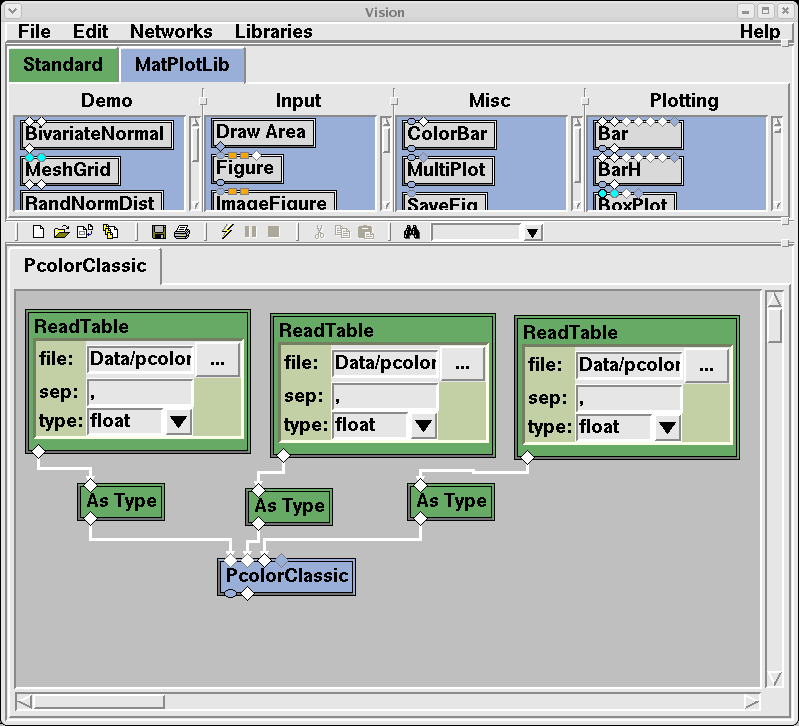 Vision
File Edit Networks Libraries Help
Standard MatPlotLib
Demo Input Misc Plotting
BivariateNormal Draw Area ColorBar Bar
MeshGrid Figure MultiPlot BarH
RandNormDist ImageFigure SaveFig BoxPlot
PcolorClassic
ReadTable ReadTable ReadTable
file: Data/pcolor ... file: Data/pcolor ... file: Data/pcolor ...
sep: , sep: , sep: ,
type: float type: float type: float
As Type As Type As Type
PcolorClassic